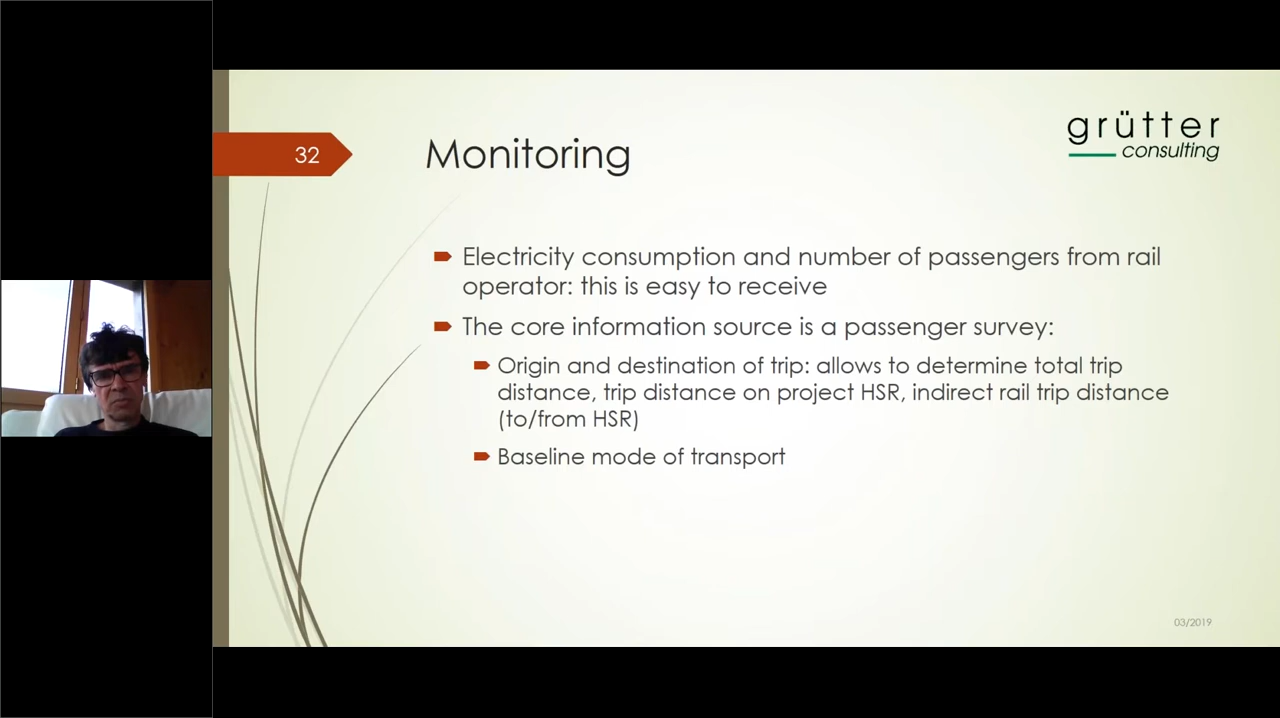 32
Monitoring
grütter
consulting
Electricity consumption and number of passengers from rail
operator: this is easy to receive
The core information source is a passenger survey:
Origin and destination of trip: allows to determine total trip
distance, trip distance on project HSR, indirect rail trip distance
(to/from HSR)
Baseline mode of transport
03/2019